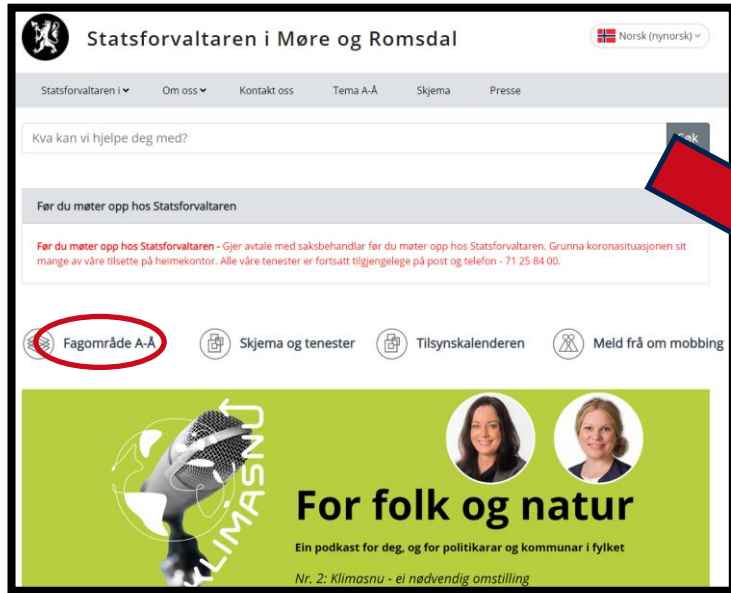 Statsforvaltaren i Møre og Romsdal
Norsk (nynorsk)
Statsforvaltaren i
Om oss
Kontakt oss
Tema A-Å
Skjema
Presse
Kva kan vi hjelpe deg med?
Søk
Før du møter opp hos Statsforvaltaren
Før du møter opp hos Statsforvaltaren - Gjer avtale med saksbehandlar før du møter opp hos Statsforvaltaren. Grunna koronasituasjonen sit
mange av våre tilsette på heimekontor. Alle våre tenester er fortsatt tilgjengelege på post og telefon - 71 25 84 00.
Fagområde A-Å
Skjema og tenester
Tilsynskalenderen
Meld frå om mobbing
KLIMASNU
For folk og natur
Ein podkast for deg, og for politikarar og kommunar i fylket
Nr. 2: Klimasnu - ei nødvendig omstilling